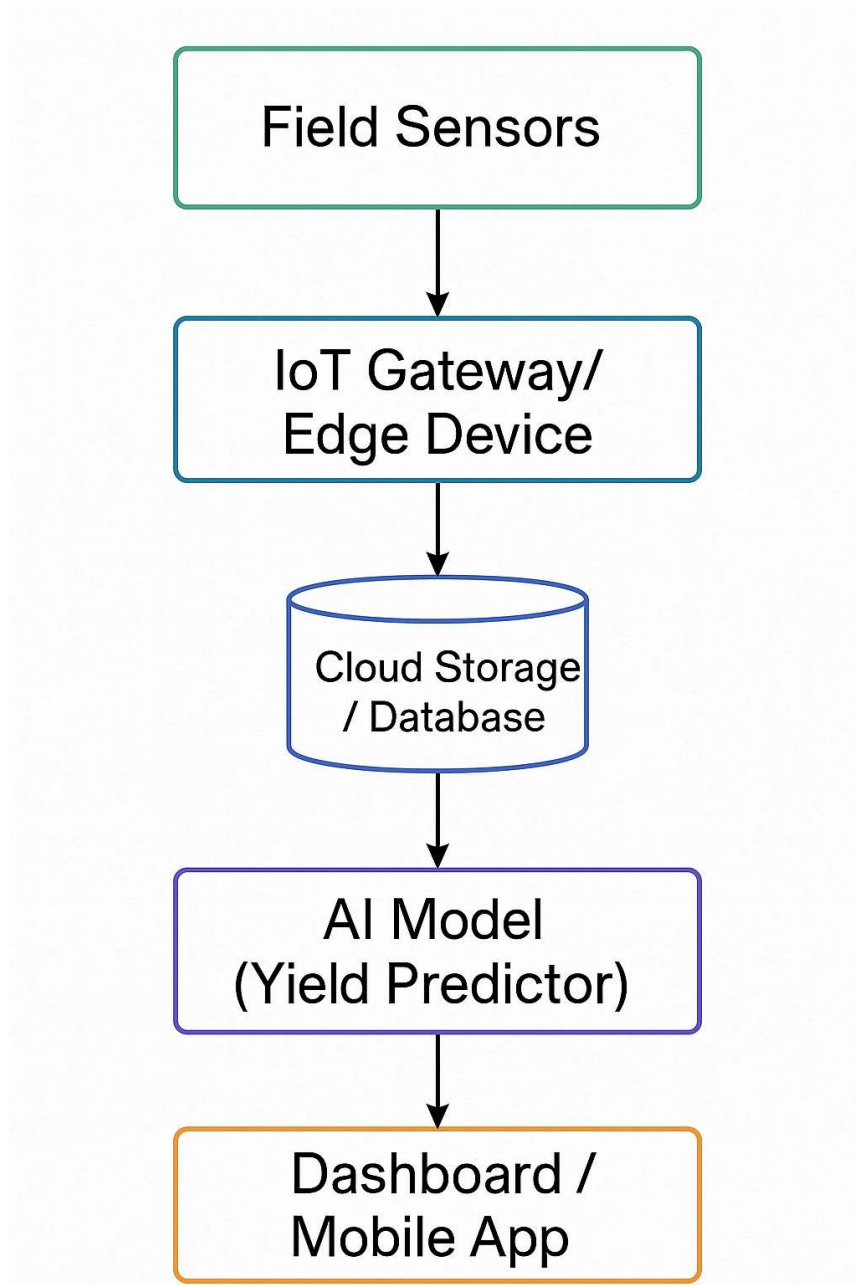 Field Sensors
IoT Gateway/
Edge Device
Cloud Storage
/ Database
AI Model
(Yield Predictor)
Dashboard /
Mobile App